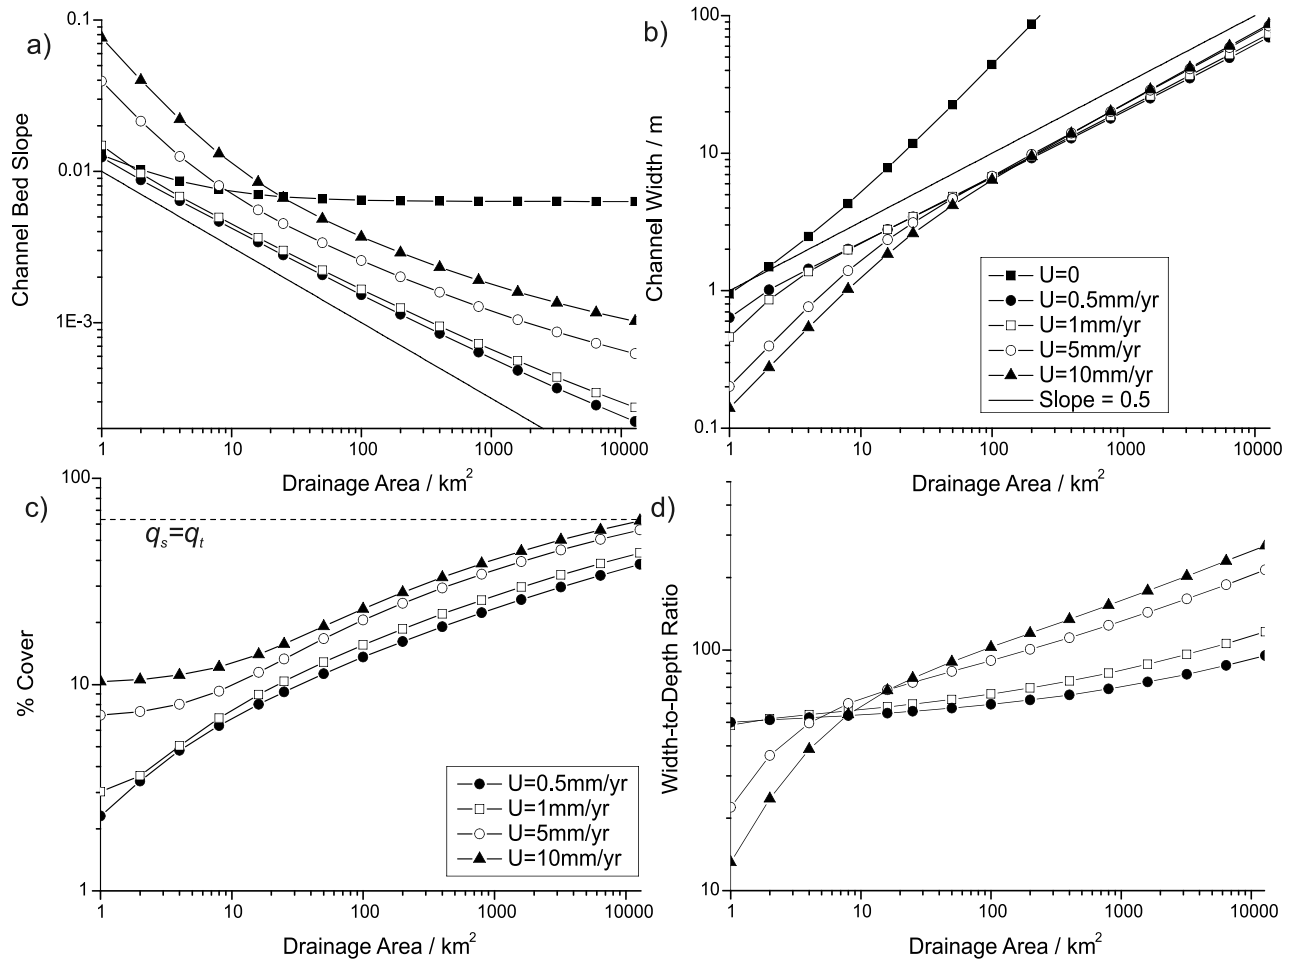 a)
0.1
0.01
1E-3
Channel Bed Slope
1 10 100 1000 10000
Drainage Area / km²
b)
100
10
1
0.1
Channel Width / m
U=0
U=0.5mm/yr
U=1mm/yr
U=5mm/yr
U=10mm/yr
Slope = 0.5
1 10 100 1000 10000
Drainage Area / km²
c)
100
10
1
% Cover
qs=qt
U=0.5mm/yr
U=1mm/yr
U=5mm/yr
U=10mm/yr
1 10 100 1000 10000
Drainage Area / km²
d)
100
10
Width-to-Depth Ratio
1 10 100 1000 10000
Drainage Area / km²